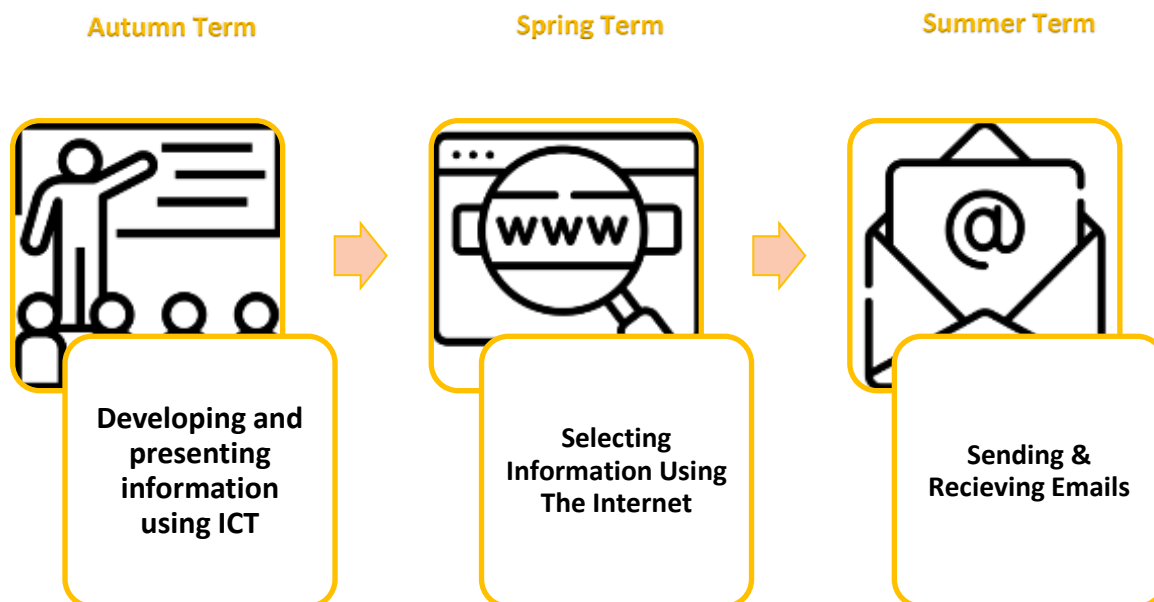 Autumn Term
Spring Term
Summer Term
www
@
Developing and
presenting
information
using ICT
Selecting
Information Using
The Internet
Sending &
Recieving Emails